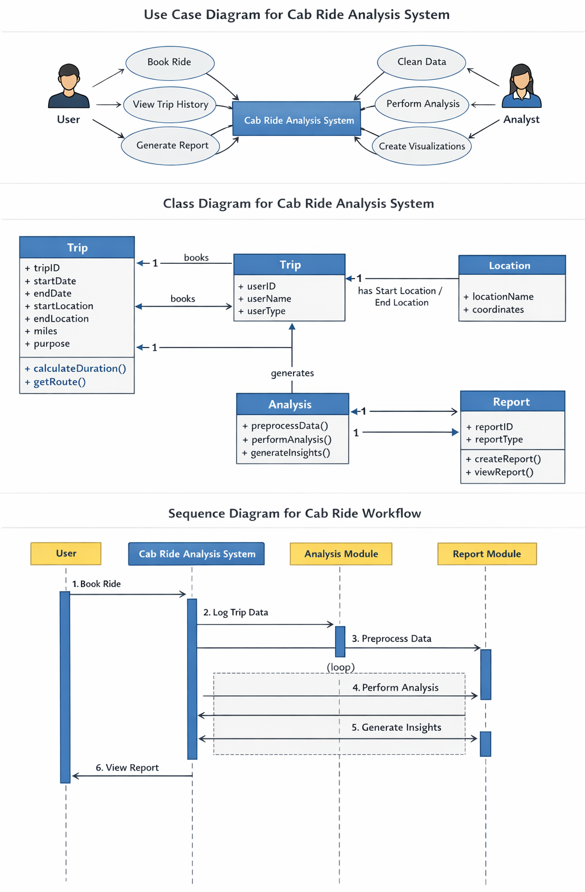 Use Case Diagram for Cab Ride Analysis System
Book Ride
View Trip History
Generate Report
User
Cab Ride Analysis System
Clean Data
Perform Analysis
Create Visualizations
Analyst
Class Diagram for Cab Ride Analysis System
Trip
+ tripID
+ startDate
+ endDate
+ startLocation
+ endLocation
+ miles
+ purpose
+ calculateDuration()
+ getRoute()
1
books
books
1
Trip
+ userID
+ userName
+ userType
1
has Start Location /
End Location
Location
+ locationName
+ coordinates
generates
Analysis
+ preprocessData()
+ performAnalysis()
+ generateInsights()
1
1
Report
+ reportID
+ reportType
+ createReport()
+ viewReport()
Sequence Diagram for Cab Ride Workflow
User
Cab Ride Analysis System
Analysis Module
Report Module
1. Book Ride
2. Log Trip Data
3. Preprocess Data
(loop)
4. Perform Analysis
5. Generate Insights
6. View Report